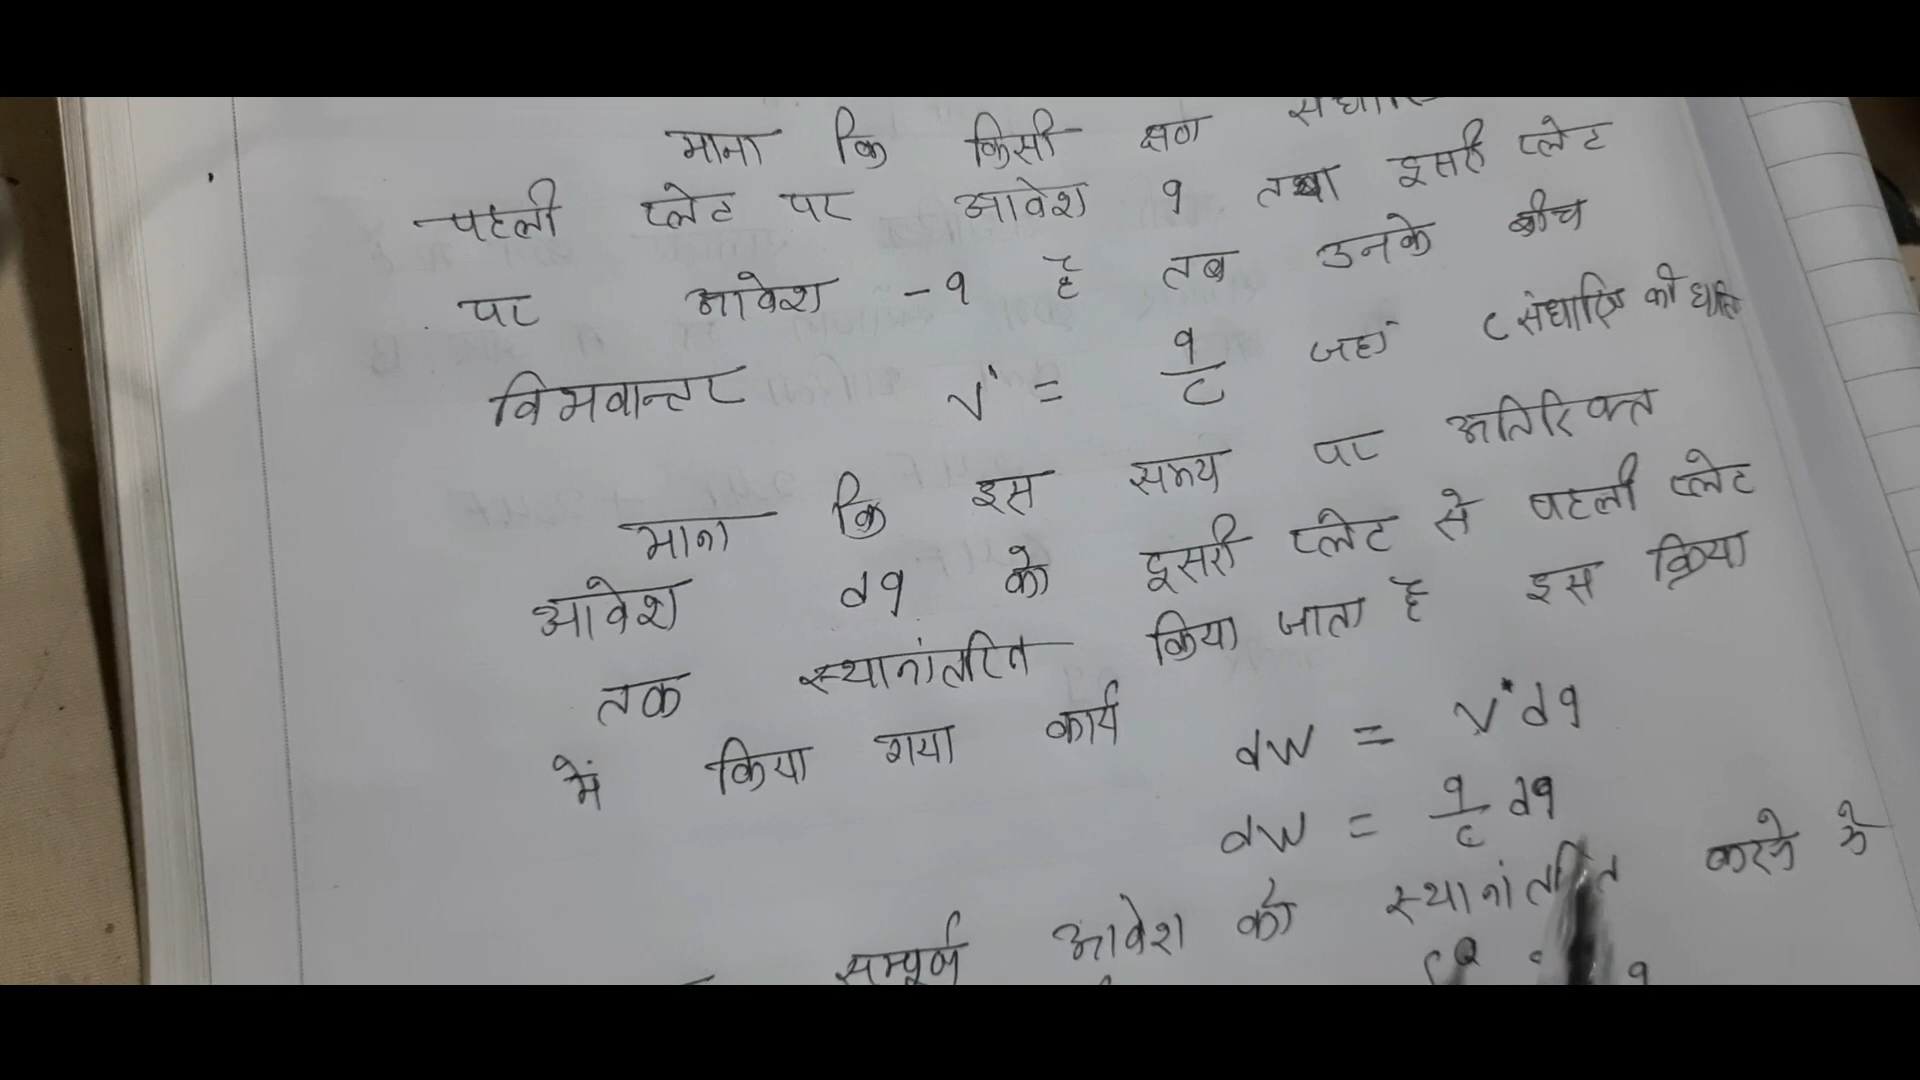 माना कि किसी क्षण
पहली प्लेट पर आवेश q तथा दूसरी प्लेट
पर आवेश -q है तब उनके बीच
विभवान्तर V' = q/C जहां C संधारित्र की धारिता
माना कि इस समय पर अतिरिक्त
आवेश dq को दूसरी प्लेट से पहली प्लेट
तक स्थानांतरित किया जाता है इस क्रिया
में किया गया कार्य dW = V' dq
dW = q/C dq
सम्पूर्ण आवेश को स्थानांतरित करने में